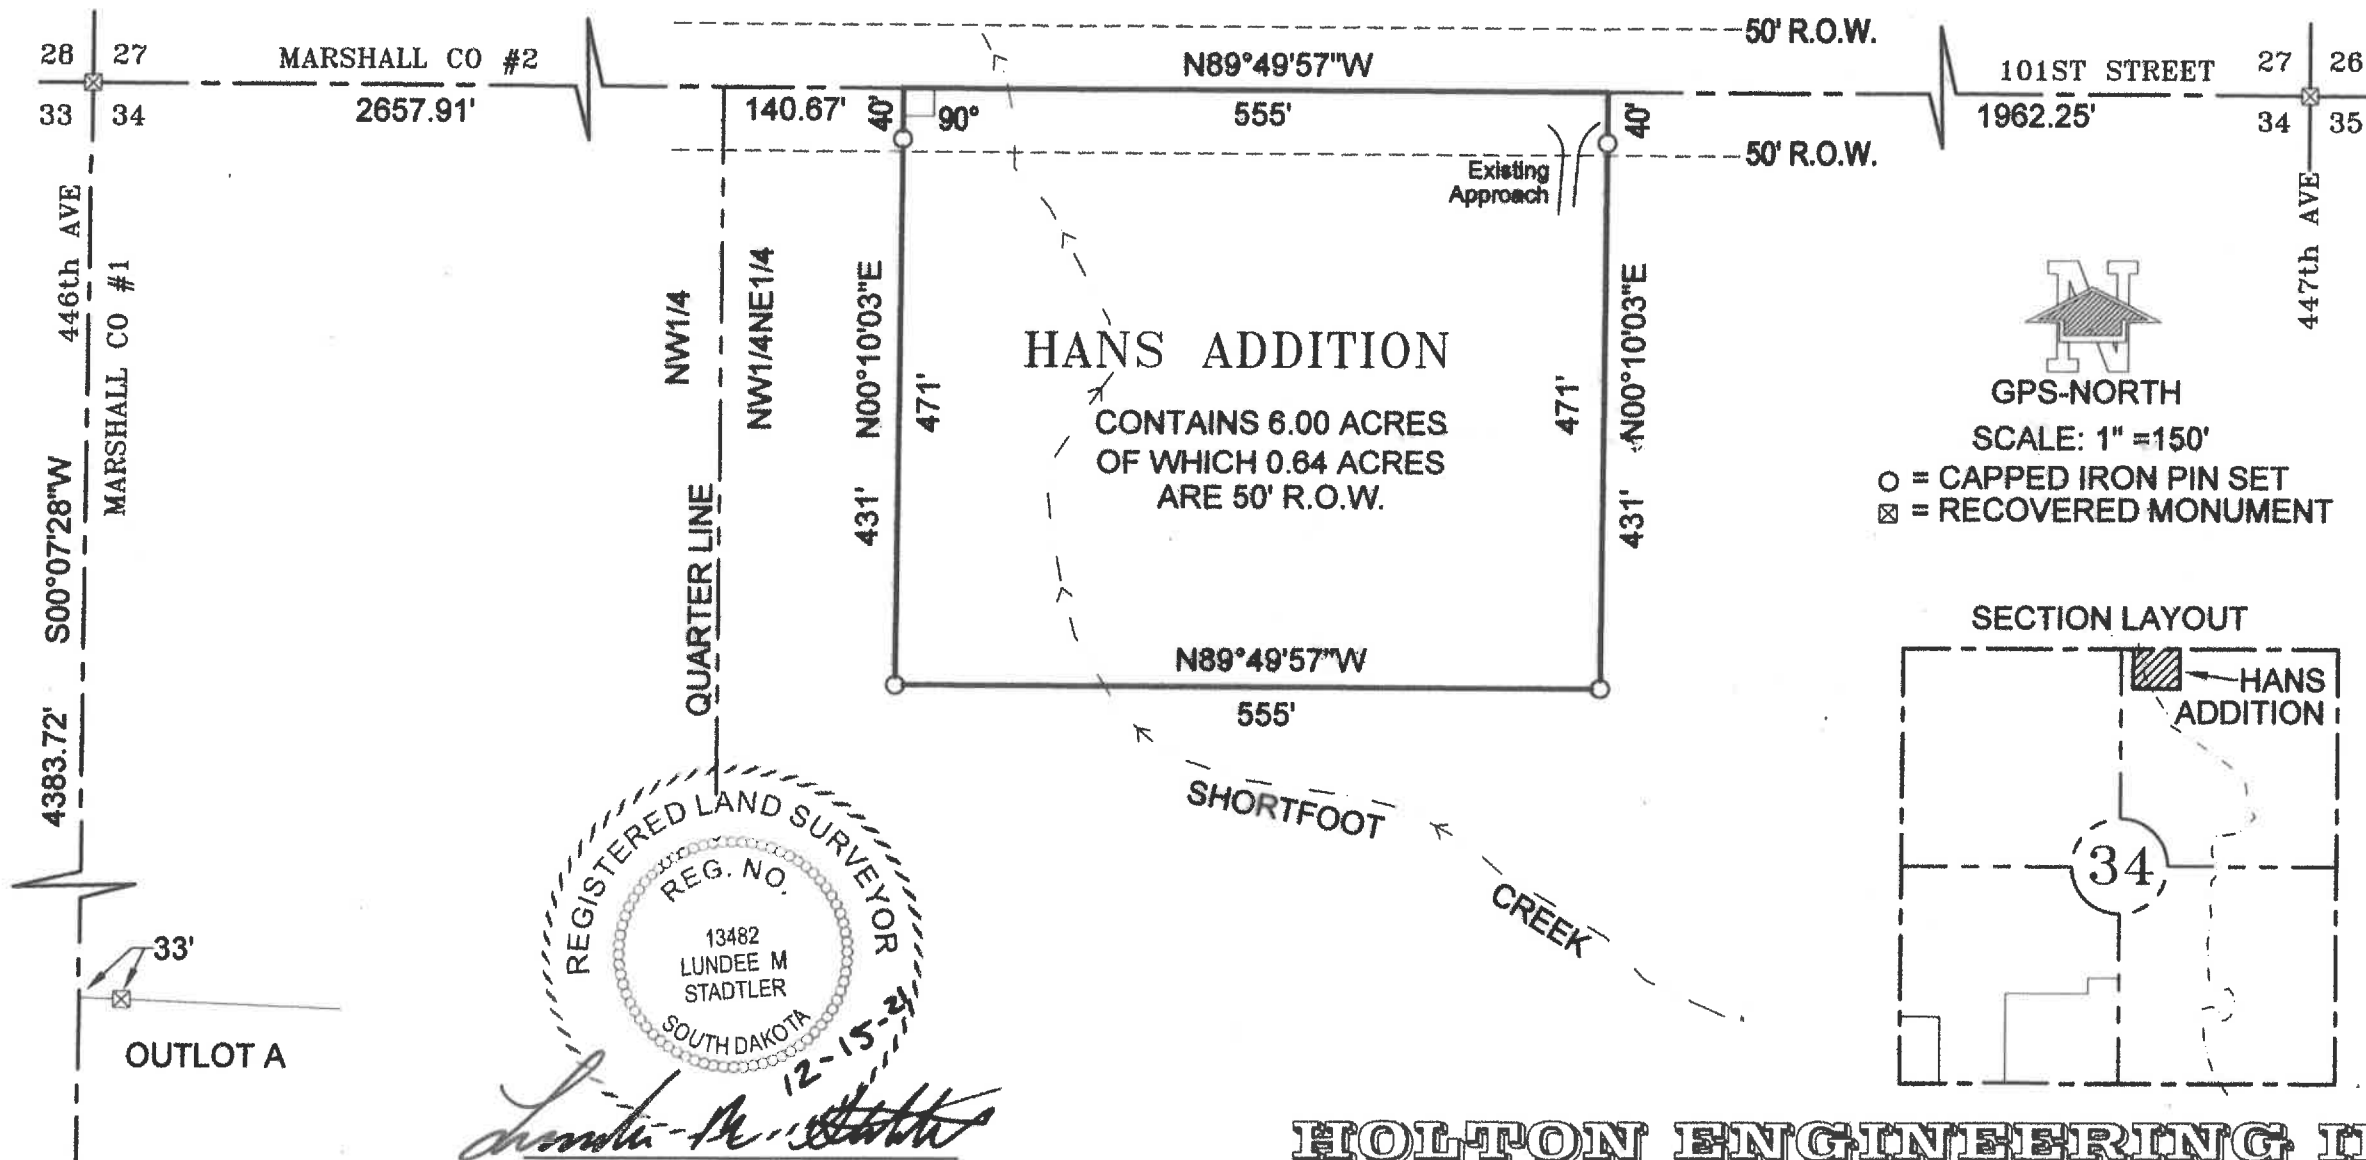 28 27
33 34
MARSHALL CO #2
2657.91'
140.67'
40'
90°
N89°49'57"W
555'
40'
50' R.O.W.
50' R.O.W.
101ST STREET
1962.25'
27 26
34 35
Existing
Approach
446th AVE
MARSHALL CO #1
S00°07'28"W
4383.72'
NW1/4
NW1/4NE1/4
QUARTER LINE
N00°10'03"E
471'
431'
HANS ADDITION
CONTAINS 6.00 ACRES
OF WHICH 0.64 ACRES
ARE 50' R.O.W.
471'
N00°10'03"E
431'
N89°49'57"W
555'
447th AVE
N
GPS-NORTH
SCALE: 1" =150'
= CAPPED IRON PIN SET
= RECOVERED MONUMENT
SECTION LAYOUT
HANS
ADDITION
34
SHORTFOOT
CREEK
33'
OUTLOT A
REGISTERED LAND SURVEYOR
REG. NO.
13482
LUNDEE M
STADTLER
SOUTH DAKOTA
12-15-21
HOLTON ENGINEERING